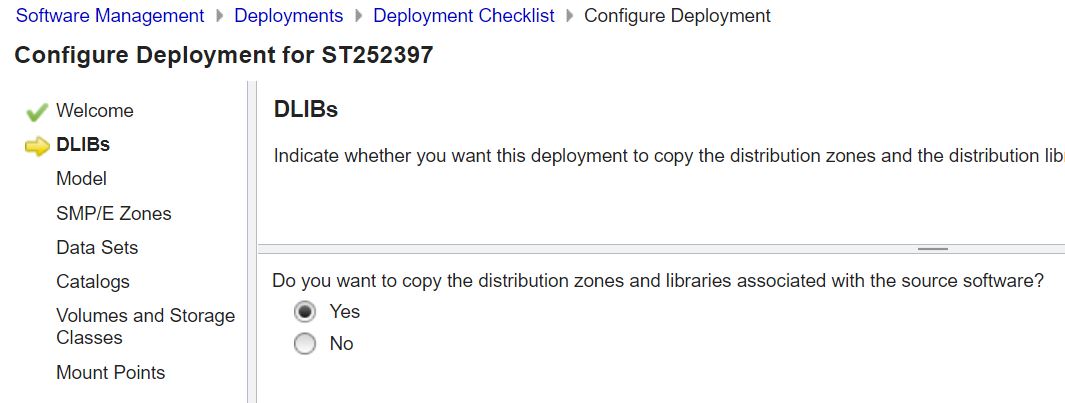 Software Management Deployments Deployment Checklist Configure Deployment
Configure Deployment for ST252397
Welcome
DLIBs
Model
SMP/E Zones
Data Sets
Catalogs
Volumes and Storage
Classes
Mount Points
DLIBs
Indicate whether you want this deployment to copy the distribution zones and the distribution
Do you want to copy the distribution zones and libraries associated with the source software?
Yes
No